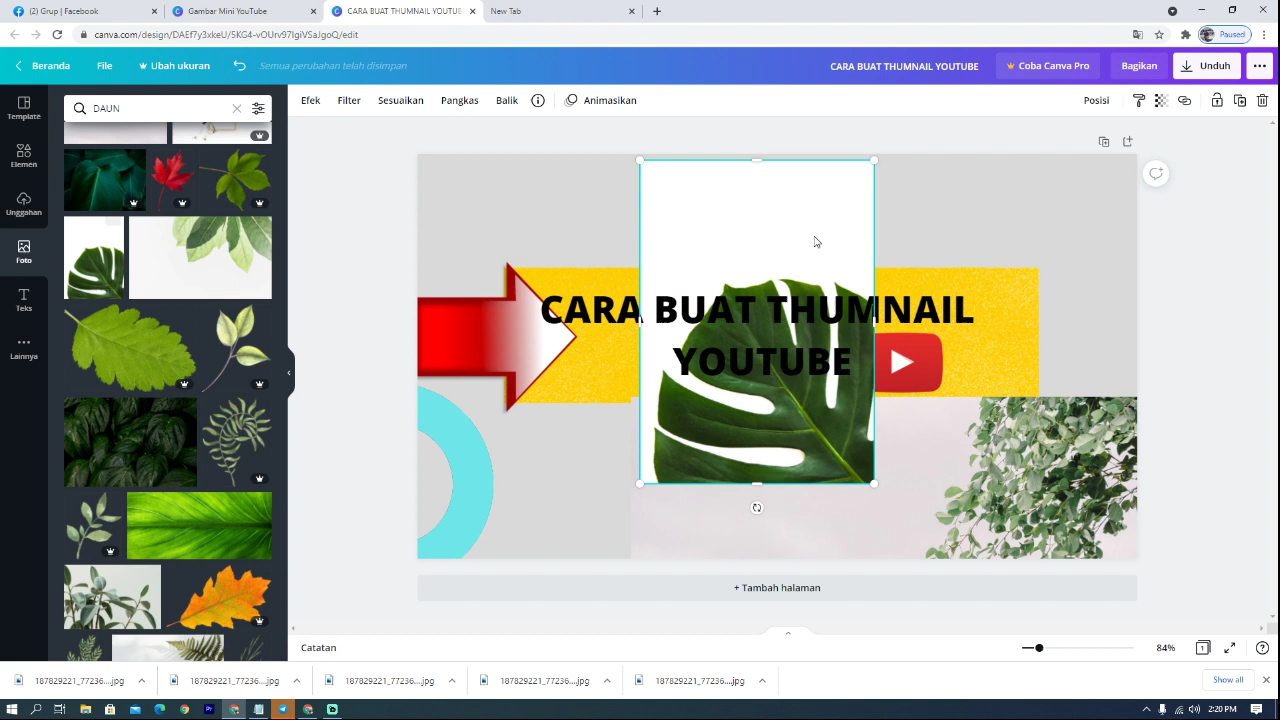 (2) Grup | Facebook
Gambar Mini YouTube
CARA BUAT THUMNAIL YOUTUB
New Tab
canva.com/design/DAEf7y3xkeU/5KG4-vOUrv97IgiVSaJgoQ/edit
Paused
Beranda
File
Ubah ukuran
Semua perubahan telah disimpan
CARA BUAT THUMNAIL YOUTUBE
Coba Canva Pro
Bagikan
Unduh
Template
Elemen
Unggahan
Foto
Teks
Lainnya
DAUN
Efek
Filter
Sesuaikan
Pangkas
Balik
Animasikan
Posisi
CARA BUAT THUMNAIL
YOUTUBE
+ Tambah halaman
Catatan
84%
1
187829221_77236....jpg
187829221_77236....jpg
187829221_77236....jpg
187829221_77236....jpg
187829221_77236....jpg
Show all
Pr
2:20 PM